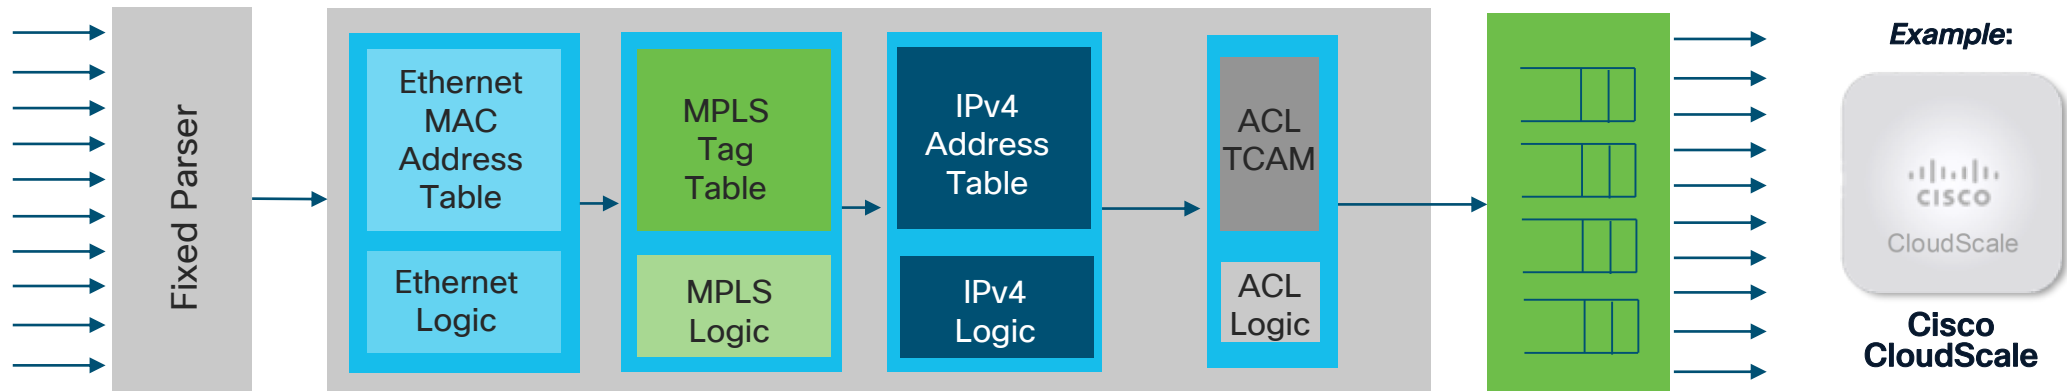 Fixed Parser
Ethernet
MAC
Address
Table
Ethernet
Logic
MPLS
Tag
Table
MPLS
Logic
IPv4
Address
Table
IPv4
Logic
ACL
TCAM
ACL
Logic
Example:
CISCO
CloudScale
Cisco
CloudScale